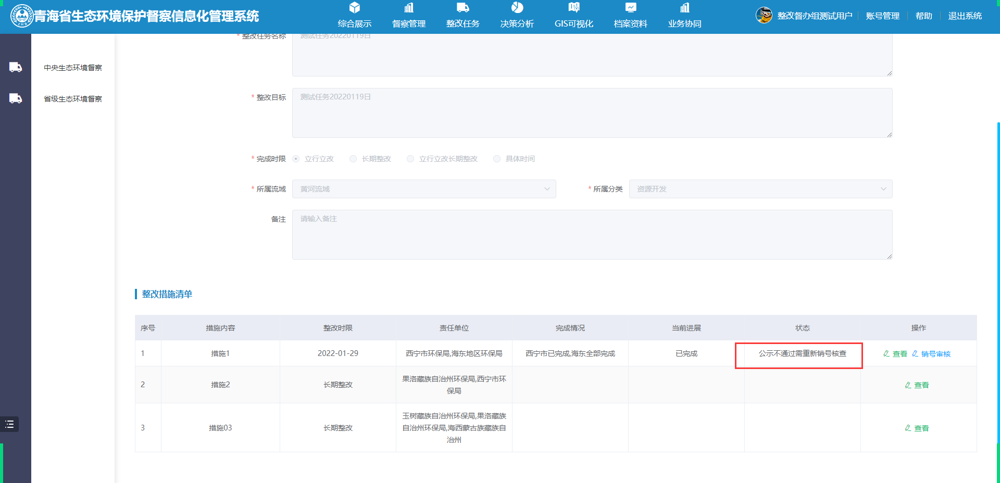 青海省生态环境保护督察信息化管理系统
综合展示 督察管理 整改任务 决策分析 GIS可视化 档案资料 业务协同
整改督办组测试用户 账号管理 帮助 退出系统
中央生态环境督察
省级生态环境督察
* 整改任务名称 测试任务20220119日
* 整改目标 测试任务20220119日
* 完成时限 立行立改 长期整改 立行立改长期整改 具体时间
* 所属流域 黄河流域 * 所属分类 资源开发
备注 请输入备注
整改措施清单
序号 措施内容 整改时限 责任单位 完成情况 当前进展 状态 操作
1 措施1 2022-01-29 西宁市环保局,海东地区环保局 西宁市已完成,海东全部完成 已完成 公示不通过需重新销号核查 查看 销号审核
2 措施2 长期整改 果洛藏族自治州环保局,西宁市环
保局 查看
3 措施03 长期整改 玉树藏族自治州环保局,果洛藏族
自治州环保局,海西蒙古族藏族自
治州 查看